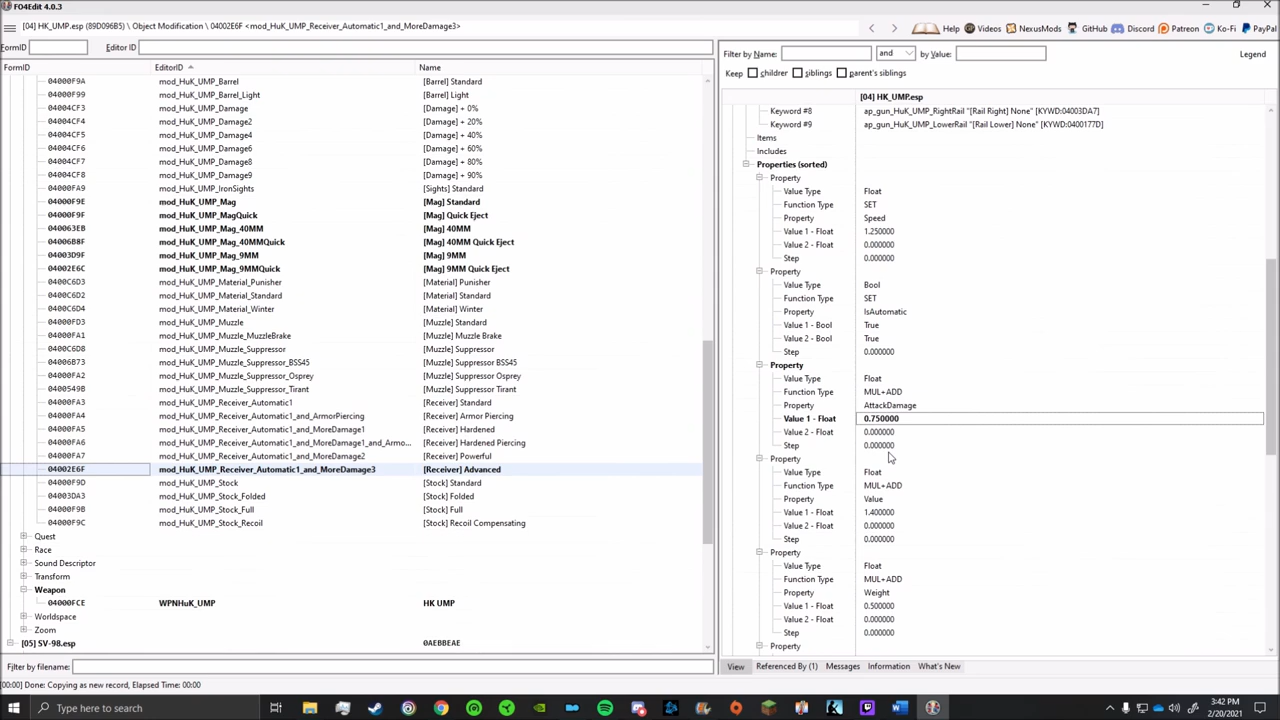 FO4Edit 4.0.3
[04] HK_UMP.esp (89D096B5) \ Object Modification \ 04002E6F <mod_HuK_UMP_Receiver_Automatic1_and_MoreDamage3>
Help Videos NexusMods GitHub Discord Patreon Ko-Fi PayPal
FormID Editor ID
FormID EditorID Name
04000F9A mod_HuK_UMP_Barrel [Barrel] Standard
04000F99 mod_HuK_UMP_Barrel_Light [Barrel] Light
04004CF3 mod_HuK_UMP_Damage [Damage] + 0%
04004CF4 mod_HuK_UMP_Damage2 [Damage] + 20%
04004CF5 mod_HuK_UMP_Damage4 [Damage] + 40%
04004CF6 mod_HuK_UMP_Damage6 [Damage] + 60%
04004CF7 mod_HuK_UMP_Damage8 [Damage] + 80%
04004CF8 mod_HuK_UMP_Damage9 [Damage] + 90%
04000FA9 mod_HuK_UMP_IronSights [Sights] Standard
04000F9E mod_HuK_UMP_Mag [Mag] Standard
04000F9F mod_HuK_UMP_MagQuick [Mag] Quick Eject
040063EB mod_HuK_UMP_Mag_40MM [Mag] 40MM
04006B8F mod_HuK_UMP_Mag_40MMQuick [Mag] 40MM Quick Eject
04003D9F mod_HuK_UMP_Mag_9MM [Mag] 9MM
04002E6C mod_HuK_UMP_Mag_9MMQuick [Mag] 9MM Quick Eject
0400C6D3 mod_HuK_UMP_Material_Punisher [Material] Punisher
0400C6D2 mod_HuK_UMP_Material_Standard [Material] Standard
0400C6D4 mod_HuK_UMP_Material_Winter [Material] Winter
04000FD3 mod_HuK_UMP_Muzzle [Muzzle] Standard
04000FA1 mod_HuK_UMP_Muzzle_MuzzleBrake [Muzzle] Muzzle Brake
0400C6D8 mod_HuK_UMP_Muzzle_Suppressor [Muzzle] Suppressor
04006B73 mod_HuK_UMP_Muzzle_Suppressor_BSS45 [Muzzle] Suppressor BSS45
04000FA2 mod_HuK_UMP_Muzzle_Suppressor_Osprey [Muzzle] Suppressor Osprey
0400549B mod_HuK_UMP_Muzzle_Suppressor_Tirant [Muzzle] Suppressor Tirant
04000FA3 mod_HuK_UMP_Receiver_Automatic1 [Receiver] Standard
04000FA4 mod_HuK_UMP_Receiver_Automatic1_and_ArmorPiercing [Receiver] Armor Piercing
04000FA5 mod_HuK_UMP_Receiver_Automatic1_and_MoreDamage1 [Receiver] Hardened
04000FA6 mod_HuK_UMP_Receiver_Automatic1_and_MoreDamage1_and_Armo... [Receiver] Hardened Piercing
04000FA7 mod_HuK_UMP_Receiver_Automatic1_and_MoreDamage2 [Receiver] Powerful
04002E6F mod_HuK_UMP_Receiver_Automatic1_and_MoreDamage3 [Receiver] Advanced
04000F9D mod_HuK_UMP_Stock [Stock] Standard
04003DA3 mod_HuK_UMP_Stock_Folded [Stock] Folded
04000F9B mod_HuK_UMP_Stock_Full [Stock] Full
04000F9C mod_HuK_UMP_Stock_Recoil [Stock] Recoil Compensating
Quest
Race
Sound Descriptor
Transform
Weapon
04000FCE WPNHuK_UMP HK UMP
Worldspace
Zoom
[05] SV-98.esp 0AEBBEAE
Filter by filename:
[00:00] Done: Copying as new record, Elapsed Time: 00:00
Filter by Name: and by Value: Legend
Keep children siblings parent's siblings
[04] HK_UMP.esp
Keyword #8 ap_gun_HuK_UMP_RightRail "[Rail Right] None" [KYWD:04003DA7]
Keyword #9 ap_gun_HuK_UMP_LowerRail "[Rail Lower] None" [KYWD:0400177D]
Items
Includes
Properties (sorted)
Property
Value Type Float
Function Type SET
Property Speed
Value 1 - Float 1.250000
Value 2 - Float 0.000000
Step 0.000000
Property
Value Type Bool
Function Type SET
Property IsAutomatic
Value 1 - Bool True
Value 2 - Bool True
Step 0.000000
Property
Value Type Float
Function Type MUL+ADD
Property AttackDamage
Value 1 - Float 0.750000
Value 2 - Float 0.000000
Step 0.000000
Property
Value Type Float
Function Type MUL+ADD
Property Value
Value 1 - Float 1.400000
Value 2 - Float 0.000000
Step 0.000000
Property
Value Type Float
Function Type MUL+ADD
Property Weight
Value 1 - Float 0.500000
Value 2 - Float 0.000000
Step 0.000000
Property
View Referenced By (1) Messages Information What's New
Type here to search
3:42 PM
2/20/2021